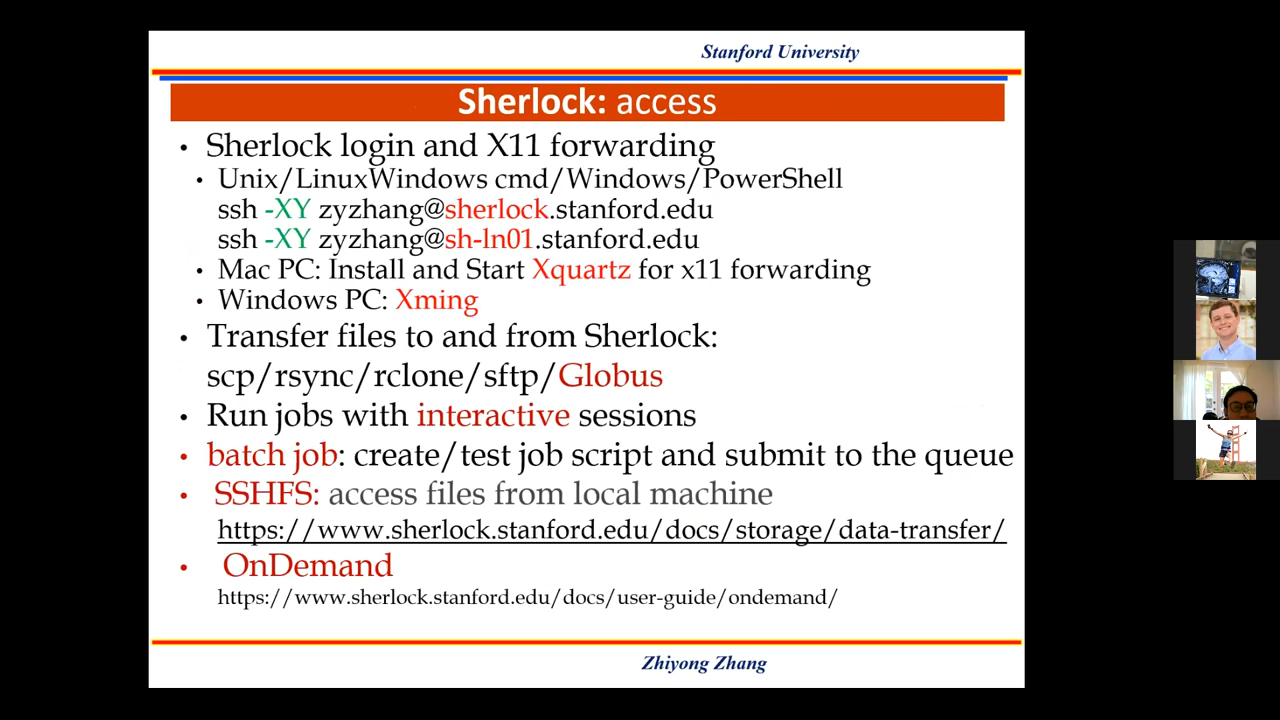 Stanford University
Sherlock: access
• Sherlock login and X11 forwarding
• Unix/LinuxWindows cmd/Windows/PowerShell
ssh -XY zyzhang@sherlock.stanford.edu
ssh -XY zyzhang@sh-ln01.stanford.edu
• Mac PC: Install and Start Xquartz for x11 forwarding
• Windows PC: Xming
• Transfer files to and from Sherlock:
scp/rsync/rclone/sftp/Globus
• Run jobs with interactive sessions
• batch job: create/test job script and submit to the queue
• SSHFS: access files from local machine
https://www.sherlock.stanford.edu/docs/storage/data-transfer/
• OnDemand
https://www.sherlock.stanford.edu/docs/user-guide/ondemand/
Zhiyong Zhang